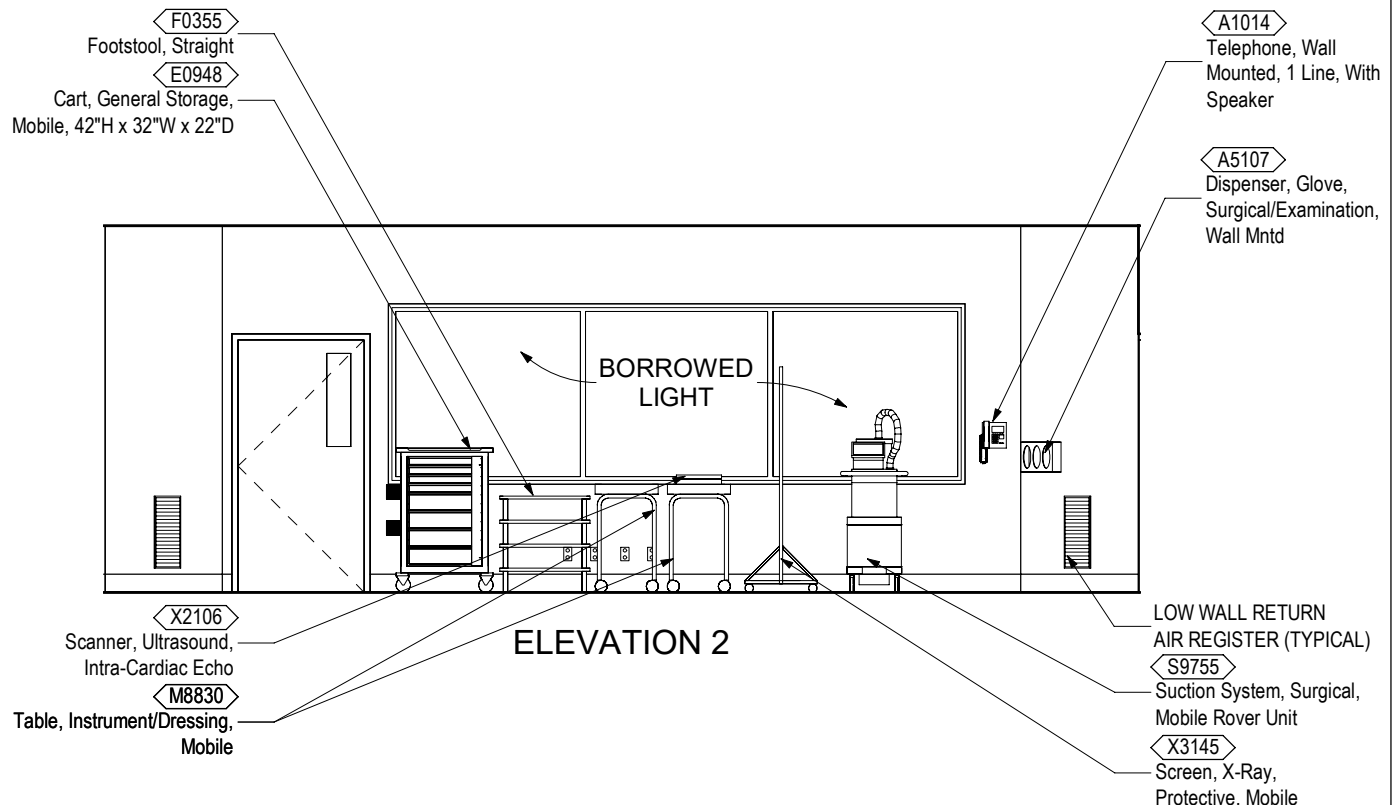 F0355
Footstool, Straight
E0948
Cart, General Storage,
Mobile, 42"H x 32"W x 22"D
A1014
Telephone, Wall
Mounted, 1 Line, With
Speaker
A5107
Dispenser, Glove,
Surgical/Examination,
Wall Mntd
BORROWED
LIGHT
X2106
Scanner, Ultrasound,
Intra-Cardiac Echo
M8830
Table, Instrument/Dressing,
Mobile
ELEVATION 2
LOW WALL RETURN
AIR REGISTER (TYPICAL)
S9755
Suction System, Surgical,
Mobile Rover Unit
X3145
Screen, X-Ray,
Protective, Mobile